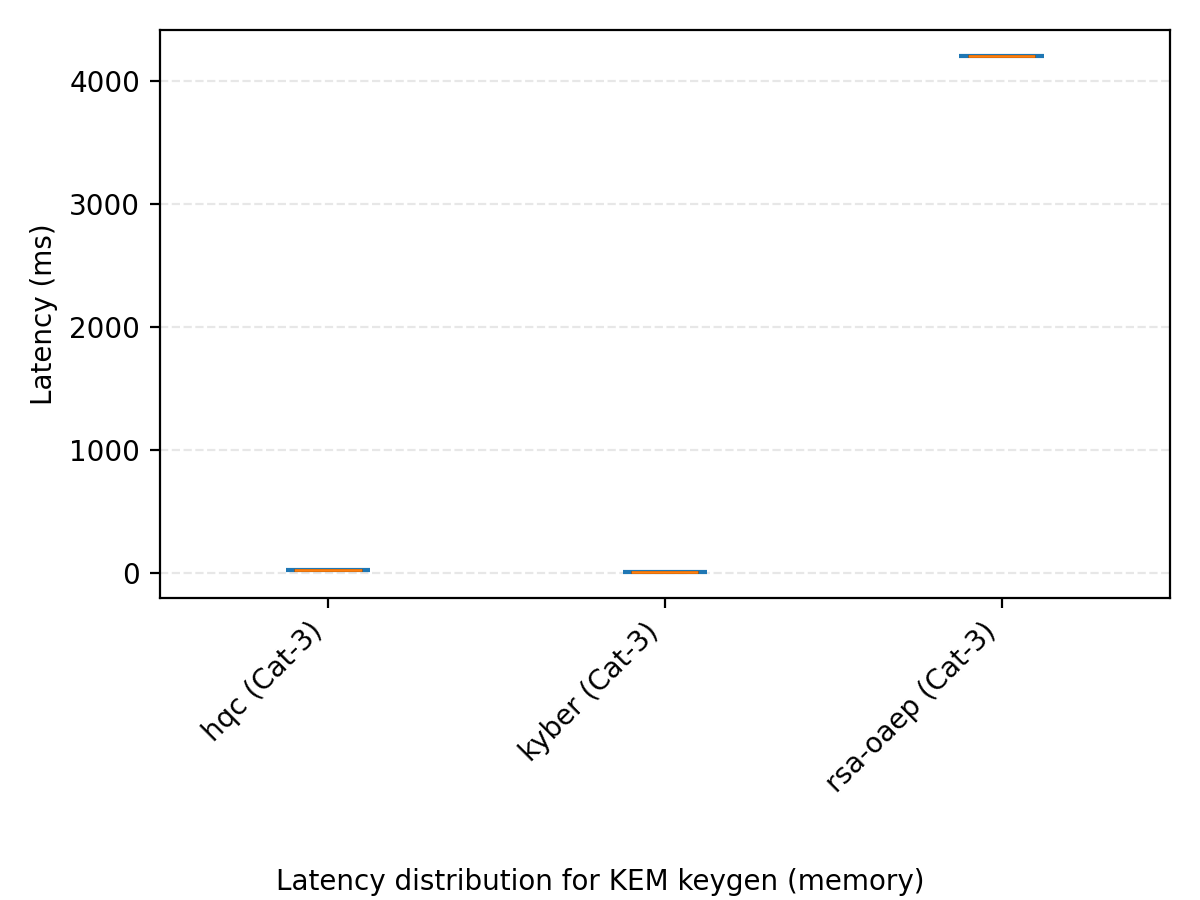 Latency (ms)
4000
3000
2000
1000
0
hqc (Cat-3)
kyber (Cat-3)
rsa-oaep (Cat-3)
Latency distribution for KEM keygen (memory)